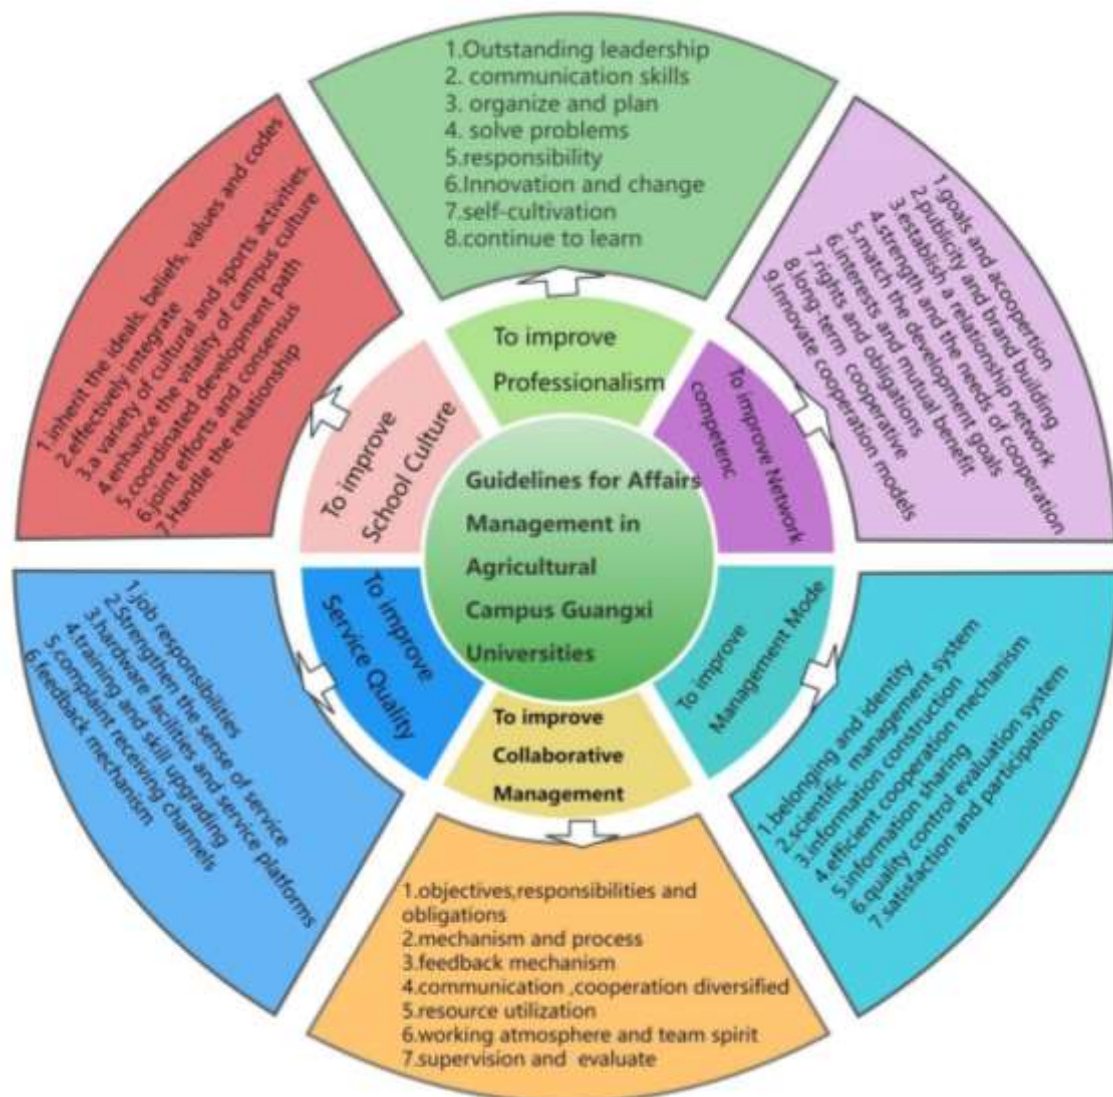 Guidelines for Affairs
Management in
Agricultural
Campus Guangxi
Universities
To improve
Professionalism
1.Outstanding leadership
2. communication skills
3. organize and plan
4. solve problems
5.responsibility
6.Innovation and change
7.self-cultivation
8.continue to learn
To improve Network
competenc
1.goals and acoopertion
2.publicity and brand building
3.establish a relationship network
4.strength and the needs of cooperation
5.match the development goals
6.interests and mutual benefit
7.rights and obligations
8.long-term cooperative
9.Innovate cooperation models
To improve
Management Mode
1.belonging and identity
2.scientific management system
3.information construction
4.efficient cooperation mechanism
5.information sharing
6.quality control evaluation system
7.satisfaction and participation
To improve
Collaborative
Management
1.objectives,responsibilities and
obligations
2.mechanism and process
3.feedback mechanism
4.communication ,cooperation diversified
5.resource utilization
6.working atmosphere and team spirit
7.supervision and evaluate
To improve
Service Quality
1.job responsibilities
2.Strengthen the sense of service
3.hardware facilities and service platforms
4.training and skill upgrading
5.complaint receiving channels
6.feedback mechanism
To improve
School Culture
1.inherit the ideals, beliefs, values and codes
2.effectively integrate
3.a variety of cultural and sports activities.
4.enhance the vitality of campus culture
5.coordinated development path
6.joint efforts and consensus
7.Handle the relationship